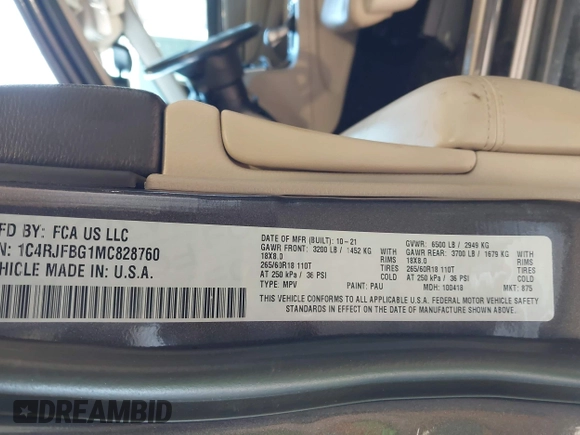 MFD BY: FCA US LLC
N: 1C4RJFBG1MC828760
VEHICLE MADE IN: U.S.A.
DATE OF MFR (BUILT): 10-21
GAWR FRONT: 3200 LB / 1452 KG WITH
18X8.0 RIMS
265/60R18 110T TIRES
AT 250 kPa / 36 PSI COLD
TYPE: MPV PAINT: PAU
GVWR: 6500 LB / 2949 KG
GAWR REAR: 3700 LB / 1679 KG WITH
18X8.0 RIMS
265/60R18 110T TIRES
AT 250 kPa / 36 PSI COLD
MDH: 100418 MKT: 875
THIS VEHICLE CONFORMS TO ALL APPLICABLE U.S.A. FEDERAL MOTOR VEHICLE SAFETY
STANDARDS IN EFFECT ON THE DATE OF MANUFACTURE SHOWN ABOVE.
DREAMBID